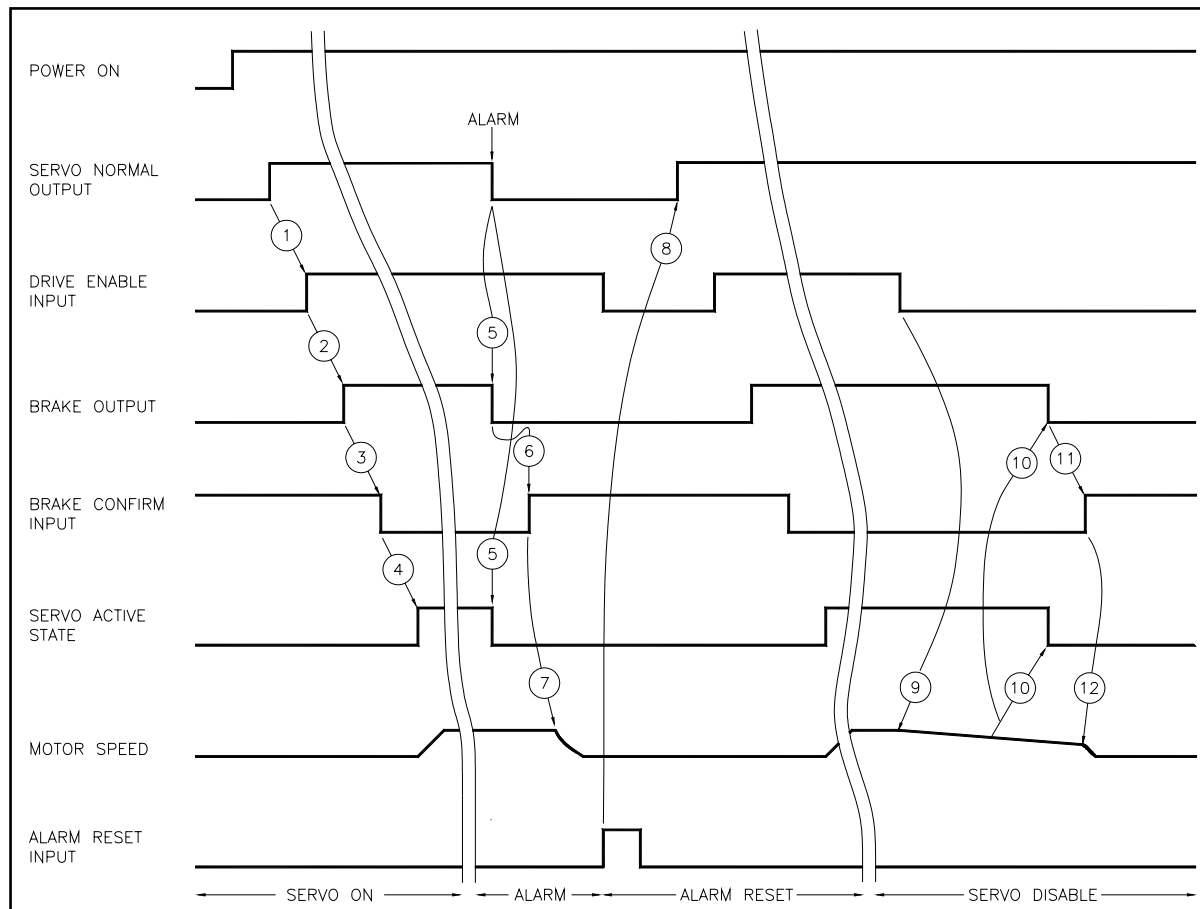 POWER ON
ALARM
SERVO NORMAL
OUTPUT
1
8
DRIVE ENABLE
INPUT
2
5
BRAKE OUTPUT
3
6
10
11
BRAKE CONFIRM
INPUT
4
5
SERVO ACTIVE
STATE
7
9
10
12
MOTOR SPEED
ALARM RESET
INPUT
SERVO ON
ALARM
ALARM RESET
SERVO DISABLE